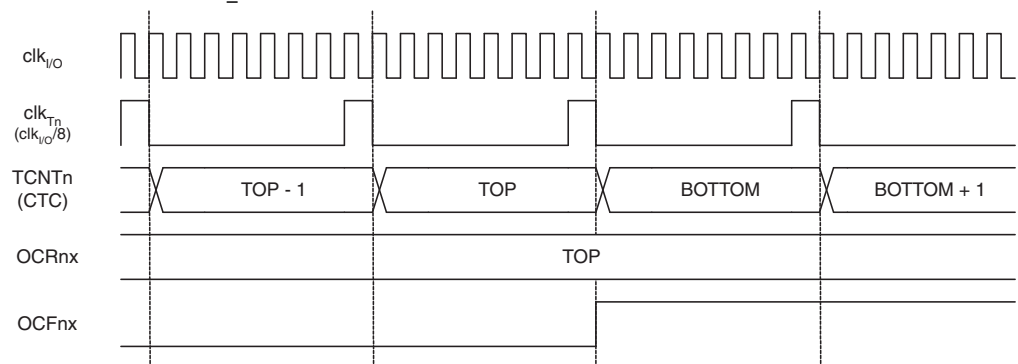 clkI/O
clkTn
(clkI/O/8)
TCNTn
(CTC)
TOP - 1
TOP
BOTTOM
BOTTOM + 1
OCRnx
TOP
OCFnx